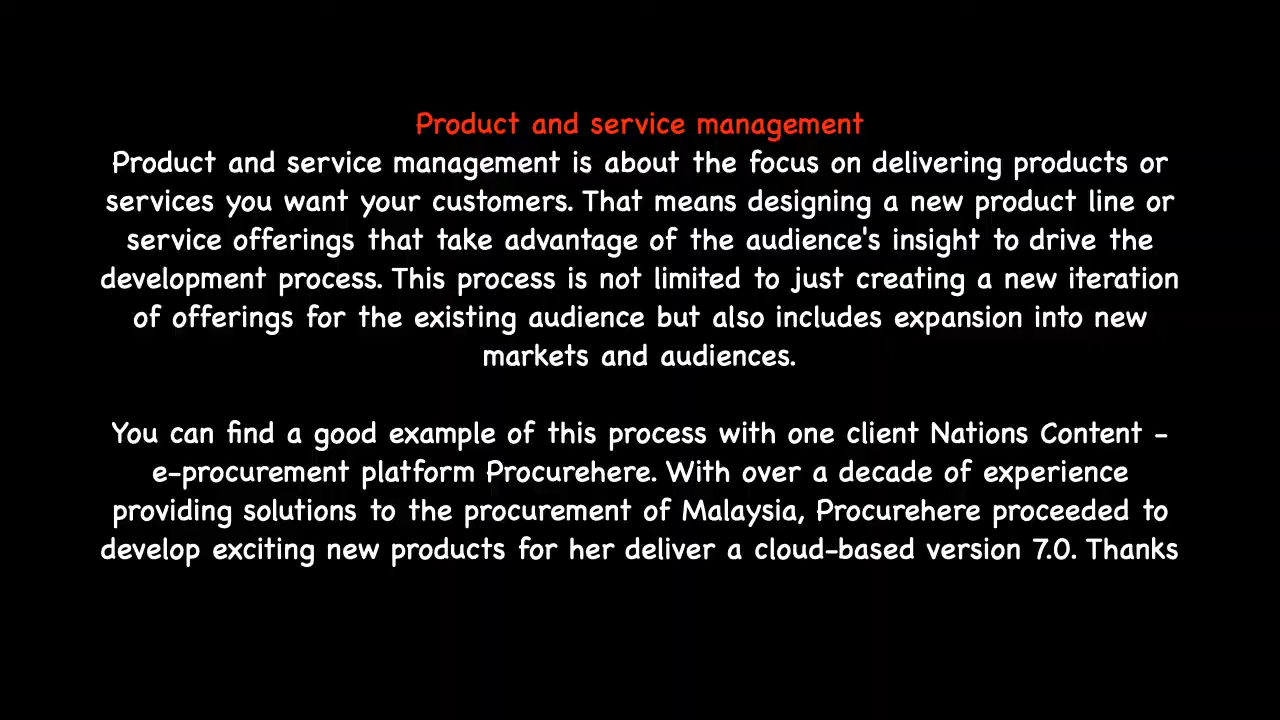 Product and service management
Product and service management is about the focus on delivering products or
services you want your customers. That means designing a new product line or
service offerings that take advantage of the audience's insight to drive the
development process. This process is not limited to just creating a new iteration
of offerings for the existing audience but also includes expansion into new
markets and audiences.
You can find a good example of this process with one client Nations Content -
e-procurement platform Procurehere. With over a decade of experience
providing solutions to the procurement of Malaysia, Procurehere proceeded to
develop exciting new products for her deliver a cloud-based version 7.0. Thanks